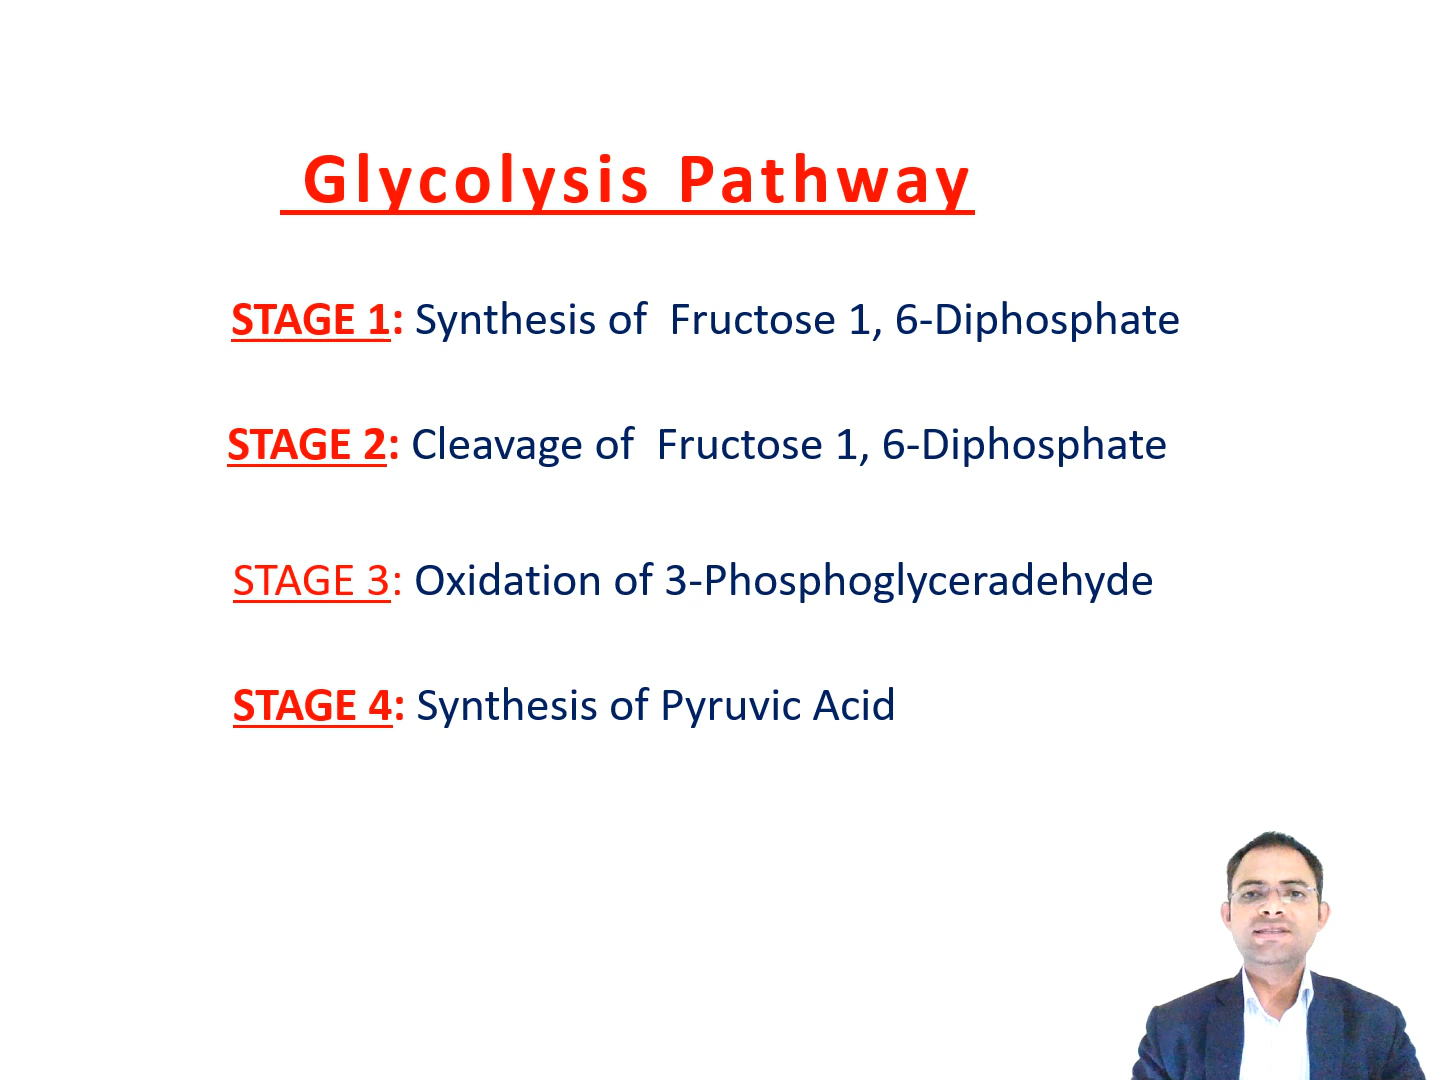 Glycolysis Pathway
STAGE 1: Synthesis of Fructose 1, 6-Diphosphate
STAGE 2: Cleavage of Fructose 1, 6-Diphosphate
STAGE 3: Oxidation of 3-Phosphoglyceradehyde
STAGE 4: Synthesis of Pyruvic Acid